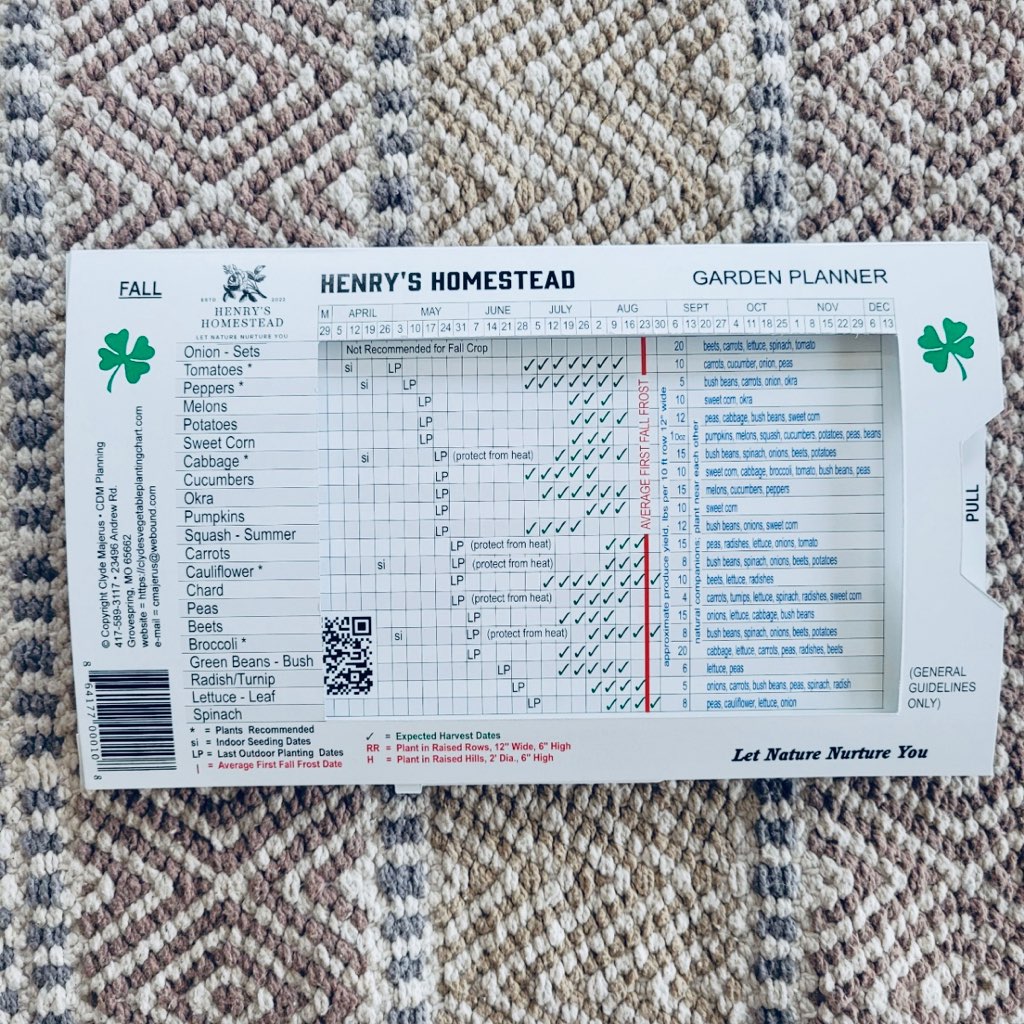 FALL
ESTD 2023
HENRY'S
HOMESTEAD
LET NATURE NURTURE YOU
HENRY'S HOMESTEAD
GARDEN PLANNER
M APRIL MAY JUNE JULY AUG SEPT OCT NOV DEC
29 5 12 19 26 3 10 17 24 31 7 14 21 28 5 12 19 26 2 9 16 23 30 6 13 20 27 4 11 18 25 1 8 15 22 29 6 13
Onion - Sets Not Recommended for Fall Crop 20 beets, carrots, lettuce, spinach, tomato
Tomatoes * si LP ✓✓✓✓✓✓✓ 10 carrots, cucumber, onion, peas
Peppers * si LP ✓✓✓✓✓✓✓ 5 bush beans, carrots, onion, okra
Melons LP ✓✓✓ 10 sweet corn, okra
Potatoes LP ✓✓✓✓ 12 peas, cabbage, bush beans, sweet corn
Sweet Corn LP ✓✓✓ 10oz pumpkins, melons, squash, cucumbers, potatoes, peas, beans
Cabbage * si LP (protect from heat) ✓✓✓✓✓ 15 bush beans, spinach, onions, beets, potatoes
Cucumbers LP ✓✓✓✓✓ 10 sweet corn, cabbage, broccoli, tomato, bush beans, peas
Okra LP ✓✓✓✓✓✓ 15 melons, cucumbers, peppers
Pumpkins LP ✓✓✓ 10 sweet corn
Squash - Summer LP ✓✓✓✓ 12 bush beans, onions, sweet corn
Carrots LP (protect from heat) ✓✓✓ 15 peas, radishes, lettuce, onions, tomato
Cauliflower * si LP (protect from heat) ✓✓✓ 8 bush beans, spinach, onions, beets, potatoes
Chard LP ✓✓✓✓✓✓✓✓ 10 beets, lettuce, radishes
Peas LP (protect from heat) ✓✓✓✓ 4 carrots, turnips, lettuce, spinach, radishes, sweet corn
Beets LP ✓✓✓✓ 15 onions, lettuce, cabbage, bush beans
Broccoli * si LP (protect from heat) ✓✓✓✓✓ 8 bush beans, spinach, onions, beets, potatoes
Green Beans - Bush LP ✓✓✓ 20 cabbage, lettuce, carrots, peas, radishes, beets
Radish/Turnip LP ✓✓✓✓✓ 6 lettuce, peas
Lettuce - Leaf LP ✓✓✓✓ 5 onions, carrots, bush beans, peas, spinach, radish
Spinach LP ✓✓✓✓ 8 peas, cauliflower, lettuce, onion
AVERAGE FIRST FALL FROST
approximate produce yield, lbs per 10 ft row 12" wide
natural companions; plant near each other
* = Plants Recommended
si = Indoor Seeding Dates
LP = Last Outdoor Planting Dates
| = Average First Fall Frost Date
✓ = Expected Harvest Dates
RR = Plant in Raised Rows, 12" Wide, 6" High
H = Plant in Raised Hills, 2' Dia., 6" High
Let Nature Nurture You
PULL
(GENERAL
GUIDELINES
ONLY)
© Copyright Clyde Majerus • CDM Planning
417-589-3117 • 23496 Andrew Rd.
Grovespring, MO 65662
website = https://clydesvegetableplantingchart.com
e-mail = cmajerus@webound.com
8 64177 00010 8